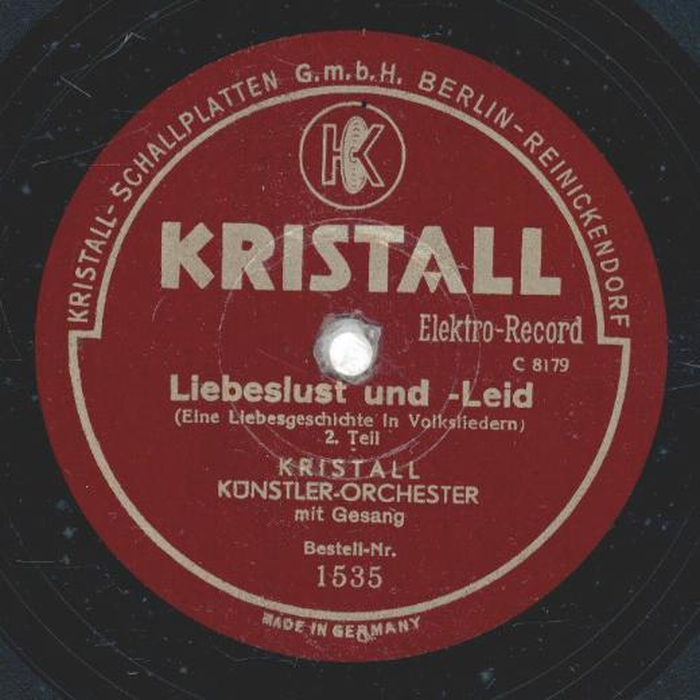 KRISTALL-SCHALLPLATTEN G.m.b.H. BERLIN-REINICKENDORF
K
KRISTALL
Elektro-Record
C 8179
Liebeslust und -Leid
(Eine Liebesgeschichte in Volksliedern)
2. Teil
KRISTALL
KÜNSTLER-ORCHESTER
mit Gesang
Bestell-Nr.
1535
MADE IN GERMANY